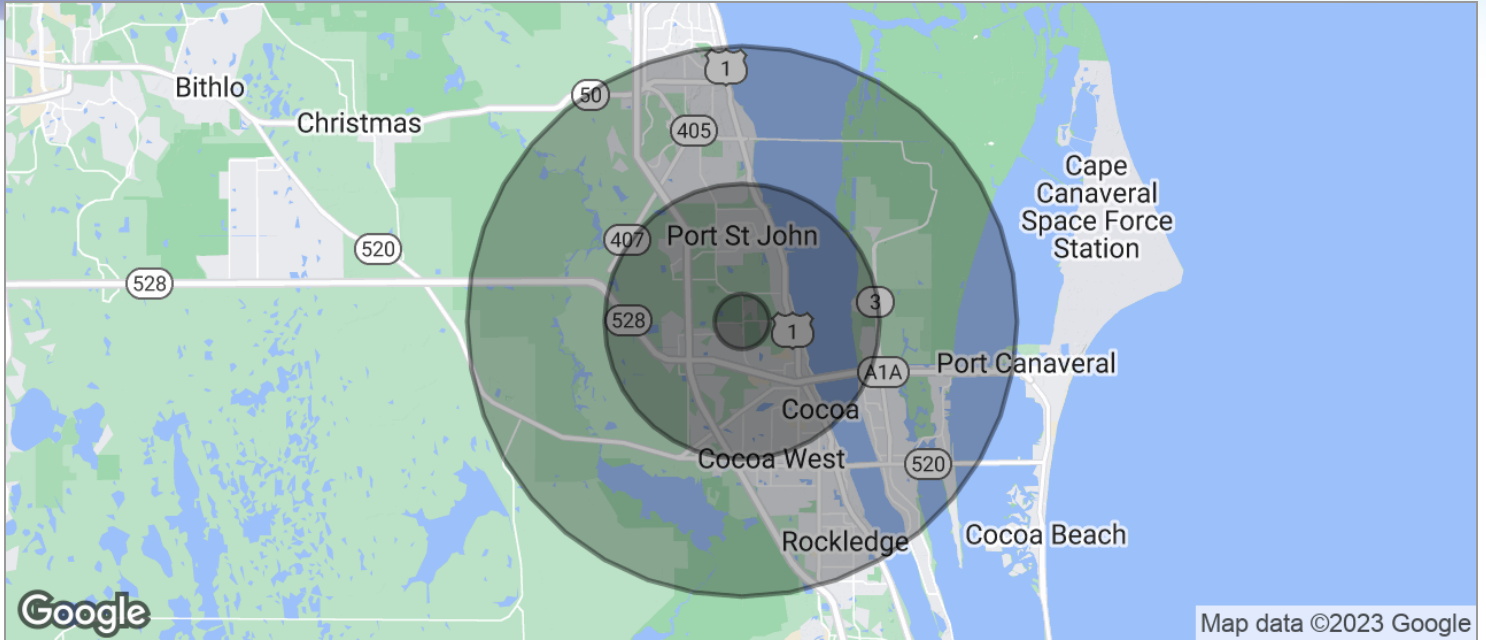 1
50
Bithlo
Christmas
405
Cape
Canaveral
Space Force
Station
407
Port St John
520
528
3
528
1
Port Canaveral
A1A
Cocoa
Cocoa West
520
Rockledge
Cocoa Beach
Google
Map data ©2023 Google